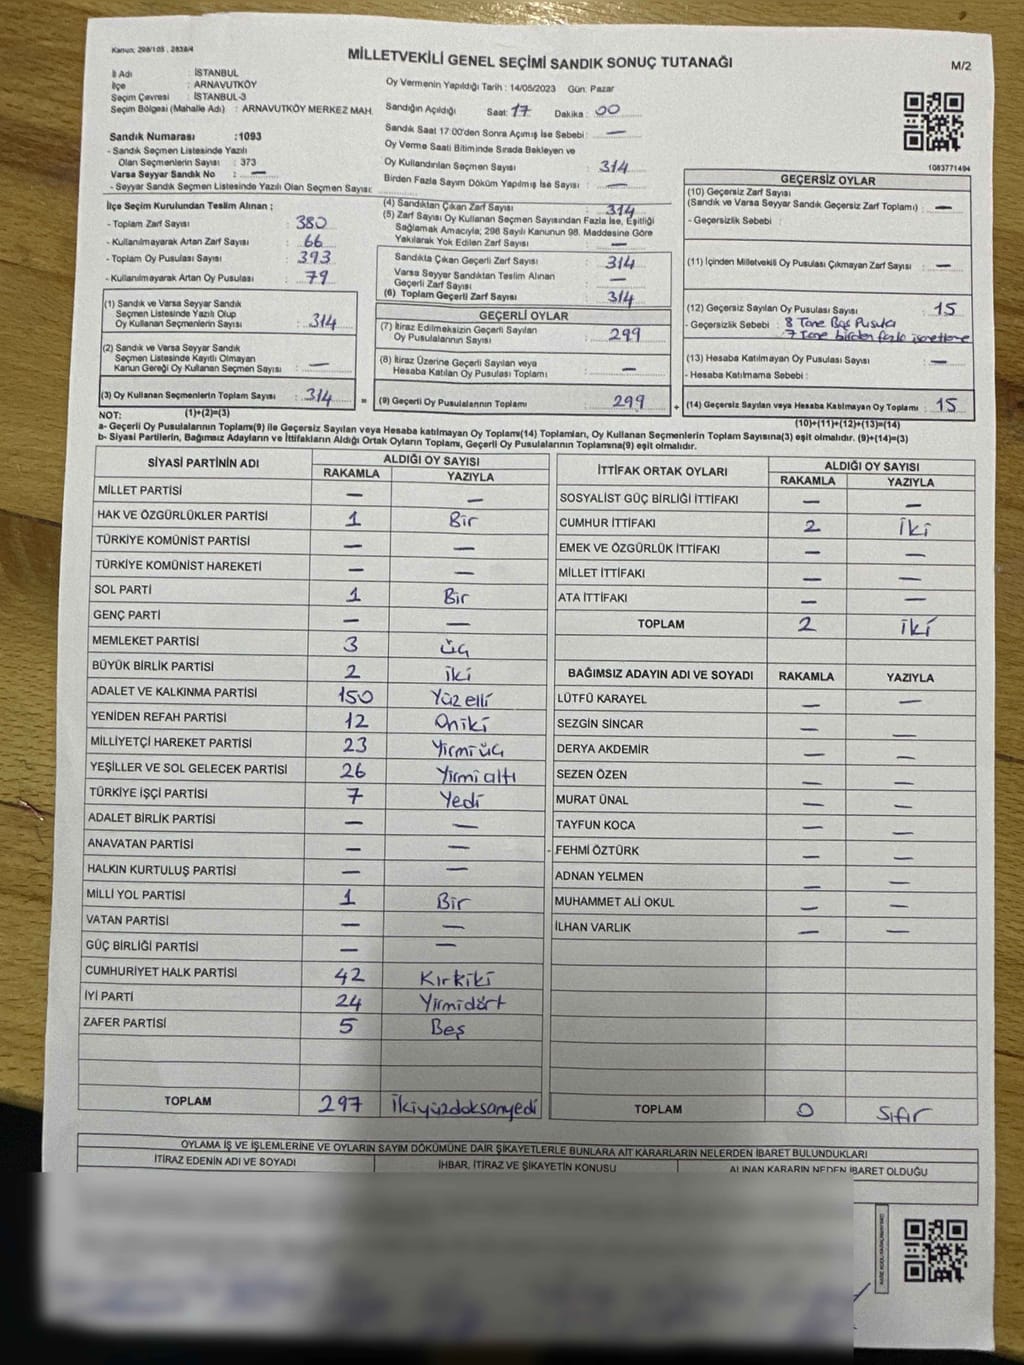 Kanun; 298/105 , 2839/4
MİLLETVEKİLİ GENEL SEÇİMİ SANDIK SONUÇ TUTANAĞI
M/2
İl Adı : İSTANBUL
İlçe : ARNAVUTKÖY
Seçim Çevresi : İSTANBUL-3
Seçim Bölgesi (Mahalle Adı) : ARNAVUTKÖY MERKEZ MAH.
Sandık Numarası :1093
- Sandık Seçmen Listesinde Yazılı
Olan Seçmenlerin Sayısı : 373
Varsa Seyyar Sandık No : —
- Seyyar Sandık Seçmen Listesinde Yazılı Olan Seçmen Sayısı:
Oy Vermenin Yapıldığı Tarih : 14/05/2023 Gün: Pazar
Sandığın Açıldığı Saat: 17 Dakika : 00
Sandık Saat 17:00'den Sonra Açımış İse Sebebi : —
Oy Verme Saati Bitiminde Sırada Bekleyen ve
Oy Kullandırılan Seçmen Sayısı : 314
Birden Fazla Sayım Döküm Yapılmış İse Sayısı : —
1083771494
İlçe Seçim Kurulundan Teslim Alınan ;
- Toplam Zarf Sayısı : 380
- Kullanılmayarak Artan Zarf Sayısı : 66
- Toplam Oy Pusulası Sayısı : 393
- Kullanılmayarak Artan Oy Pusulası : 79
(4) Sandıktan Çıkan Zarf Sayısı : 314
(5) Zarf Sayısı Oy Kullanan Seçmen Sayısından Fazla İse, Eşitliği
Sağlamak Amacıyla; 298 Sayılı Kanunun 98. Maddesine Göre
Yakılarak Yok Edilen Zarf Sayısı : —
Sandıkta Çıkan Geçerli Zarf Sayısı : 314
Varsa Seyyar Sandıktan Teslim Alınan
Geçerli Zarf Sayısı : —
(6) Toplam Geçerli Zarf Sayısı : 314
GEÇERSİZ OYLAR
(10) Geçersiz Zarf Sayısı
(Sandık ve Varsa Seyyar Sandık Geçersiz Zarf Toplamı) : —
- Geçersizlik Sebebi :
(11) İçinden Milletvekili Oy Pusulası Çıkmayan Zarf Sayısı : —
(12) Geçersiz Sayılan Oy Pusulası Sayısı : 15
- Geçersizlik Sebebi : 8 Tane Boş Pusula
7 Tane birden fazla işaretleme
(13) Hesaba Katılmayan Oy Pusulası Sayısı : —
- Hesaba Katılmama Sebebi :
(14) Geçersiz Sayılan veya Hesaba Katılmayan Oy Toplamı : 15
(10)+(11)+(12)+(13)=(14)
(1) Sandık ve Varsa Seyyar Sandık
Seçmen Listesinde Yazılı Olup
Oy Kullanan Seçmenlerin Sayısı : 314
(2) Sandık ve Varsa Seyyar Sandık
Seçmen Listesinde Kayıtlı Olmayan
Kanun Gereği Oy Kullanan Seçmen Sayısı : —
(3) Oy Kullanan Seçmenlerin Toplam Sayısı : 314 =
(1)+(2)=(3)
GEÇERLİ OYLAR
(7) İtiraz Edilmeksizin Geçerli Sayılan
Oy Pusulalarının Sayısı : 299
(8) İtiraz Üzerine Geçerli Sayılan veya
Hesaba Katılan Oy Pusulası Toplamı : —
(9) Geçerli Oy Pusulalarının Toplamı : 299 +
NOT:
a- Geçerli Oy Pusulalarının Toplamı(9) ile Geçersiz Sayılan veya Hesaba katılmayan Oy Toplamı(14) Toplamları, Oy Kullanan Seçmenlerin Toplam Sayısına(3) eşit olmalıdır. (9)+(14)=(3)
b- Siyasi Partilerin, Bağımsız Adayların ve İttifakların Aldığı Ortak Oyların Toplamı, Geçerli Oy Pusulalarının Toplamına(9) eşit olmalıdır.
SİYASİ PARTİNİN ADI ALDIĞI OY SAYISI
RAKAMLA YAZIYLA
MİLLET PARTİSİ — —
HAK VE ÖZGÜRLÜKLER PARTİSİ 1 Bir
TÜRKİYE KOMÜNİST PARTİSİ — —
TÜRKİYE KOMÜNİST HAREKETİ — —
SOL PARTİ 1 Bir
GENÇ PARTİ — —
MEMLEKET PARTİSİ 3 üç
BÜYÜK BİRLİK PARTİSİ 2 iki
ADALET VE KALKINMA PARTİSİ 150 Yüzelli
YENİDEN REFAH PARTİSİ 12 Oniki
MİLLİYETÇİ HAREKET PARTİSİ 23 Yirmiüç
YEŞİLLER VE SOL GELECEK PARTİSİ 26 Yirmialtı
TÜRKİYE İŞÇİ PARTİSİ 7 Yedi
ADALET BİRLİK PARTİSİ — —
ANAVATAN PARTİSİ — —
HALKIN KURTULUŞ PARTİSİ — —
MİLLİ YOL PARTİSİ 1 Bir
VATAN PARTİSİ — —
GÜÇ BİRLİĞİ PARTİSİ — —
CUMHURİYET HALK PARTİSİ 42 Kırkiki
İYİ PARTİ 24 Yirmidört
ZAFER PARTİSİ 5 Beş
TOPLAM 297 İkiyüzdoksanyedi
İTTİFAK ORTAK OYLARI ALDIĞI OY SAYISI
RAKAMLA YAZIYLA
SOSYALİST GÜÇ BİRLİĞİ İTTİFAKI — —
CUMHUR İTTİFAKI 2 İki
EMEK VE ÖZGÜRLÜK İTTİFAKI — —
MİLLET İTTİFAKI — —
ATA İTTİFAKI — —
TOPLAM 2 İki
BAĞIMSIZ ADAYIN ADI VE SOYADI RAKAMLA YAZIYLA
LÜTFÜ KARAYEL — —
SEZGİN SİNCAR — —
DERYA AKDEMİR — —
SEZEN ÖZEN — —
MURAT ÜNAL — —
TAYFUN KOCA — —
FEHMİ ÖZTÜRK — —
ADNAN YELMEN — —
MUHAMMET ALİ OKUL — —
İLHAN VARLIK — —
TOPLAM 0 Sıfır
OYLAMA İŞ VE İŞLEMLERİNE VE OYLARIN SAYIM DÖKÜMÜNE DAİR ŞİKAYETLERLE BUNLARA AİT KARARLARIN NELERDEN İBARET BULUNDUKLARI
İTİRAZ EDENİN ADI VE SOYADI İHBAR, İTİRAZ VE ŞİKAYETİN KONUSU ALINAN KARARIN NEDEN İBARET OLDUĞU